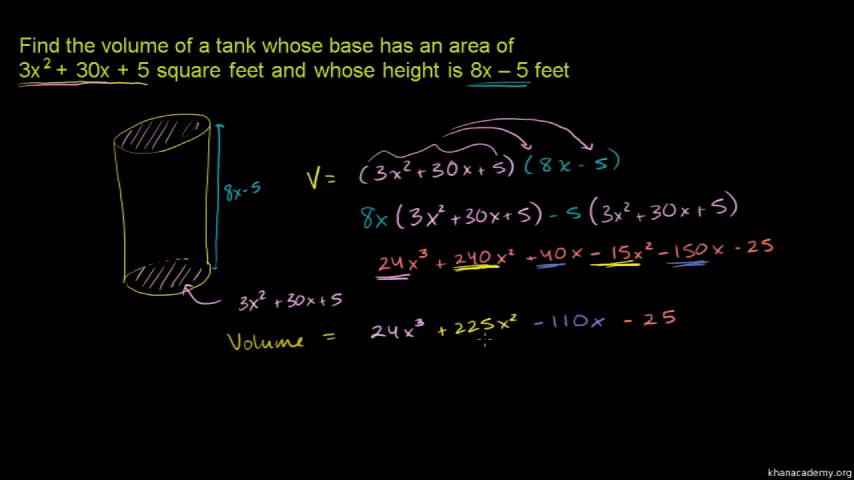 Find the volume of a tank whose base has an area of
3x² + 30x + 5 square feet and whose height is 8x – 5 feet
V = (3x² + 30x + 5) (8x - 5)
8x-5
8x (3x² + 30x + 5) - 5 (3x² + 30x + 5)
24x³ + 240x² + 40x - 15x² - 150x - 25
3x² + 30x + 5
Volume = 24x³ + 225x² - 110x - 25
khanacademy.org